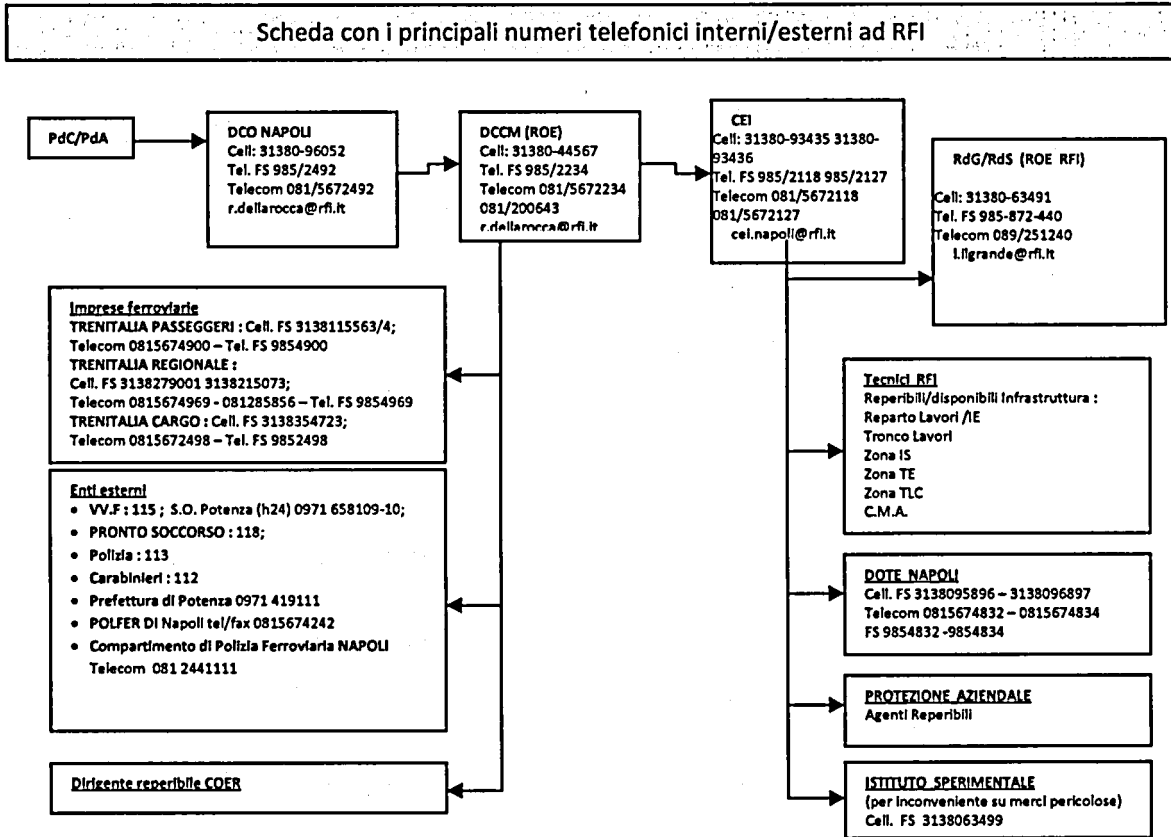 Scheda con i principali numeri telefonici interni/esterni ad RFI
PdC/PdA
DCO NAPOLI
Cell: 31380-96052
Tel. FS 985/2492
Telecom 081/5672492
r.dellarocca@rfi.it
DCCM (ROE)
Cell: 31380-44567
Tel. FS 985/2234
Telecom 081/5672234
081/200643
r.dellarocca@rfi.it
CEI
Cell: 31380-93435 31380-
93436
Tel. FS 985/2118 985/2127
Telecom 081/5672118
081/5672127
cei.napoli@rfi.it
RdG/RdS (ROE RFI)
Cell: 31380-63491
Tel. FS 985-872-440
Telecom 089/251240
l.ilgrande@rfi.it
Imprese ferroviarie
TRENITALIA PASSEGGERI : Cell. FS 3138115563/4;
Telecom 0815674900 – Tel. FS 9854900
TRENITALIA REGIONALE :
Cell. FS 3138279001 3138215073;
Telecom 0815674969 - 081285856 – Tel. FS 9854969
TRENITALIA CARGO : Cell. FS 3138354723;
Telecom 0815672498 – Tel. FS 9852498
Enti esterni
• VV.F : 115 ; S.O. Potenza (h24) 0971 658109-10;
• PRONTO SOCCORSO : 118;
• Polizia : 113
• Carabinieri : 112
• Prefettura di Potenza 0971 419111
• POLFER DI Napoli tel/fax 0815674242
• Compartimento di Polizia Ferroviaria NAPOLI
Telecom 081 2441111
Dirigente reperibile COER
Tecnici RFI
Reperibili/disponibili Infrastruttura :
Reparto Lavori /IE
Tronco Lavori
Zona IS
Zona TE
Zona TLC
C.M.A.
DOTE NAPOLI
Cell. FS 3138095896 – 3138096897
Telecom 0815674832 – 0815674834
FS 9854832 -9854834
PROTEZIONE AZIENDALE
Agenti Reperibili
ISTITUTO SPERIMENTALE
(per inconveniente su merci pericolose)
Cell. FS 3138063499